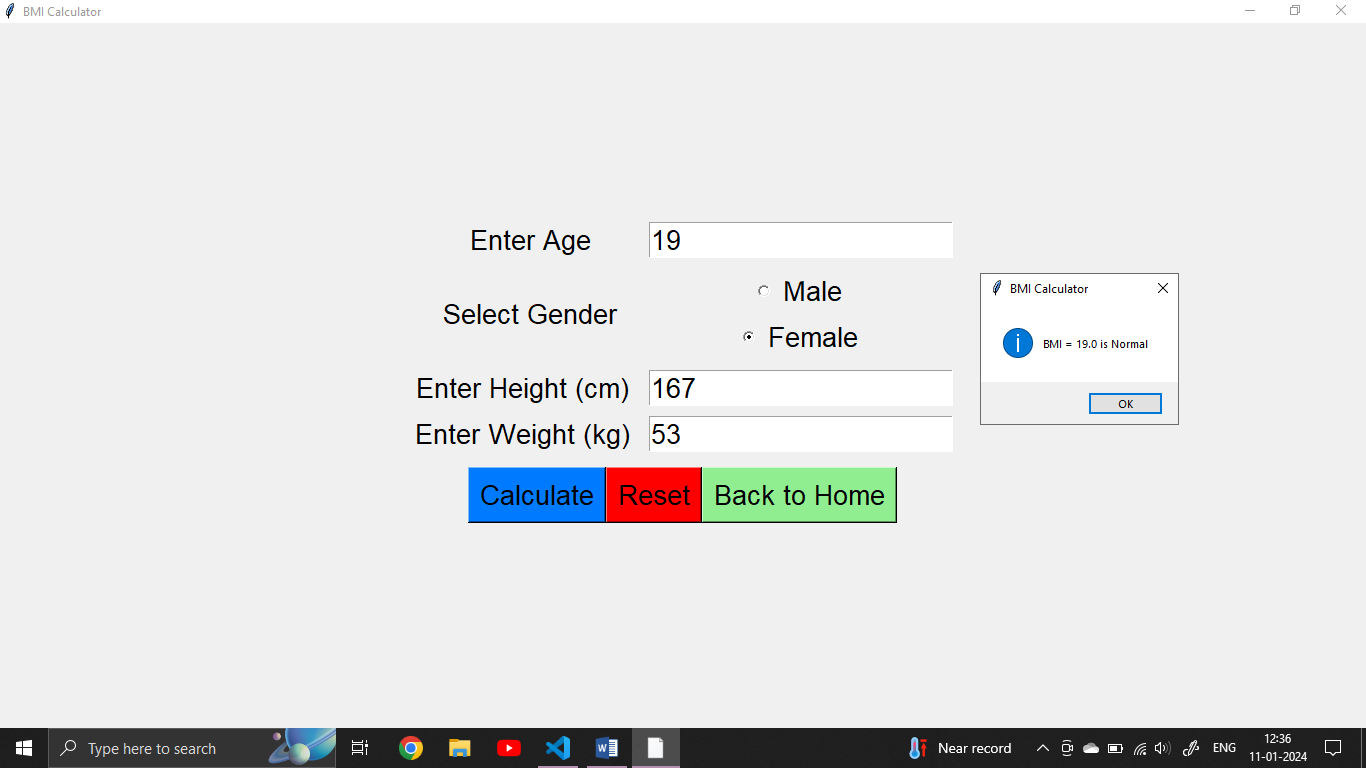 BMI Calculator
Enter Age
19
Select Gender
Male
Female
Enter Height (cm)
167
Enter Weight (kg)
53
Calculate
Reset
Back to Home
BMI Calculator
BMI = 19.0 is Normal
OK
Type here to search
Near record
ENG
12:36
11-01-2024